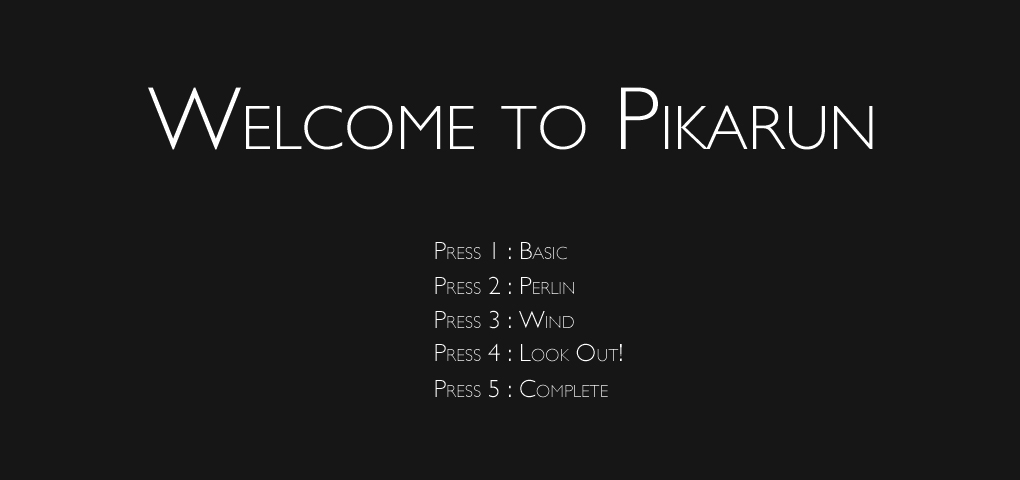 Welcome to Pikarun
Press 1 : Basic
Press 2 : Perlin
Press 3 : Wind
Press 4 : Look Out!
Press 5 : Complete